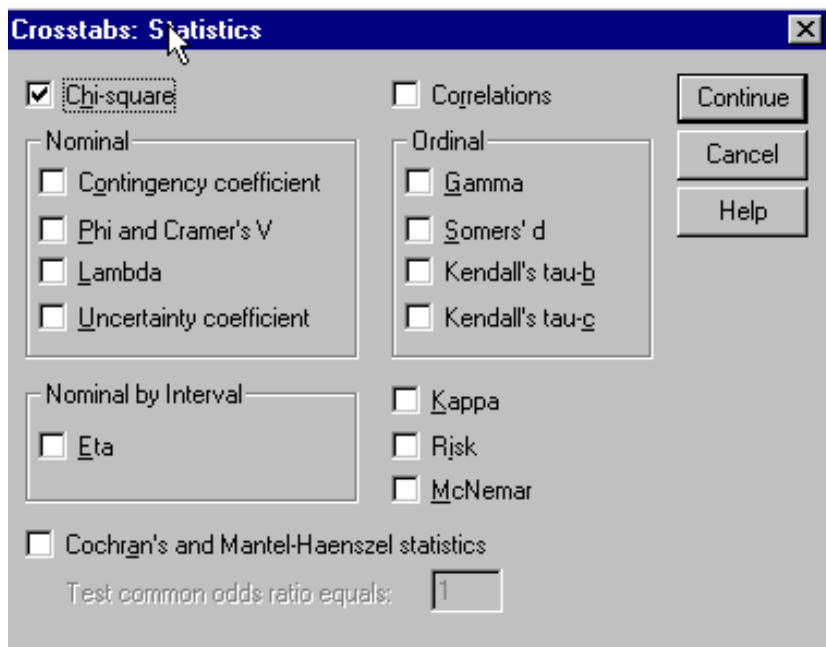 Crosstabs: Statistics
Chi-square
Correlations
Continue
Nominal
Contingency coefficient
Phi and Cramer's V
Lambda
Uncertainty coefficient
Ordinal
Gamma
Somers' d
Kendall's tau-b
Kendall's tau-c
Cancel
Help
Nominal by Interval
Eta
Kappa
Risk
McNemar
Cochran's and Mantel-Haenszel statistics
Test common odds ratio equals: 1